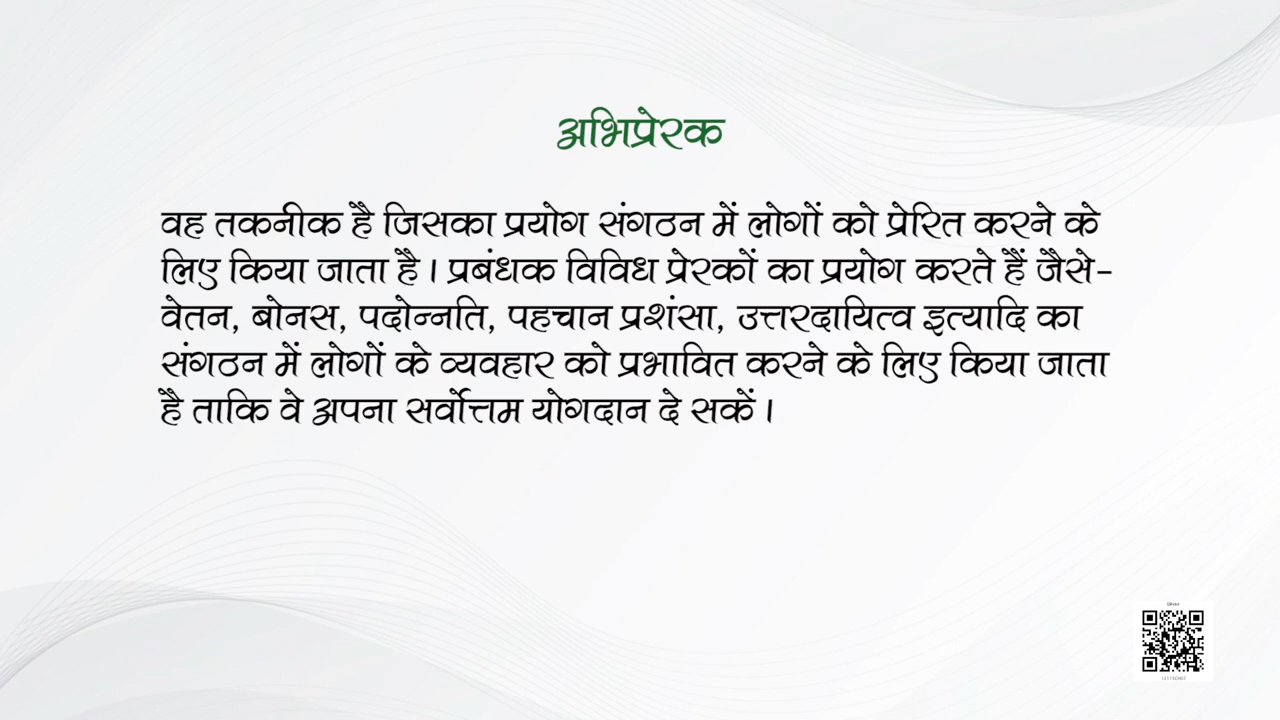 अभिप्रेरक
वह तकनीक है जिसका प्रयोग संगठन में लोगों को प्रेरित करने के
लिए किया जाता है। प्रबंधक विविध प्रेरकों का प्रयोग करते हैं जैसे-
वेतन, बोनस, पदोन्नति, पहचान प्रशंसा, उत्तरदायित्व इत्यादि का
संगठन में लोगों के व्यवहार को प्रभावित करने के लिए किया जाता
है ताकि वे अपना सर्वोत्तम योगदान दे सकें।